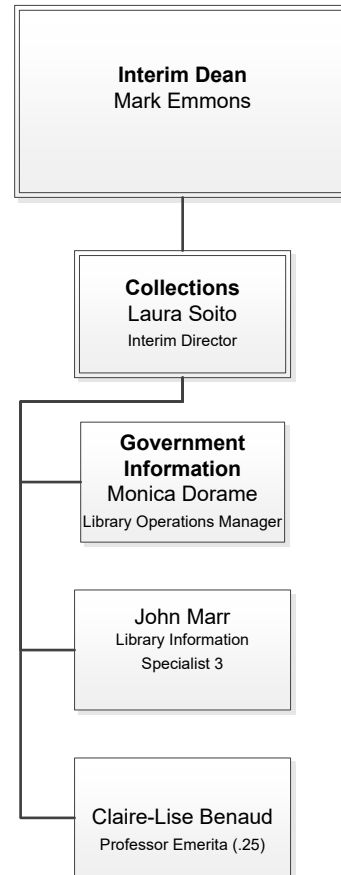 Interim Dean
Mark Emmons
Collections
Laura Soito
Interim Director
Government
Information
Monica Dorame
Library Operations Manager
John Marr
Library Information
Specialist 3
Claire-Lise Benaud
Professor Emerita (.25)